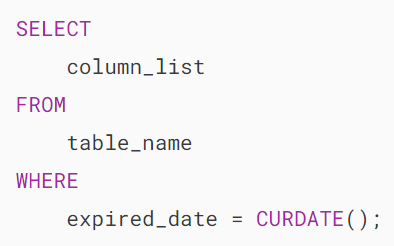 SELECT
column_list
FROM
table_name
WHERE
expired_date = CURDATE();